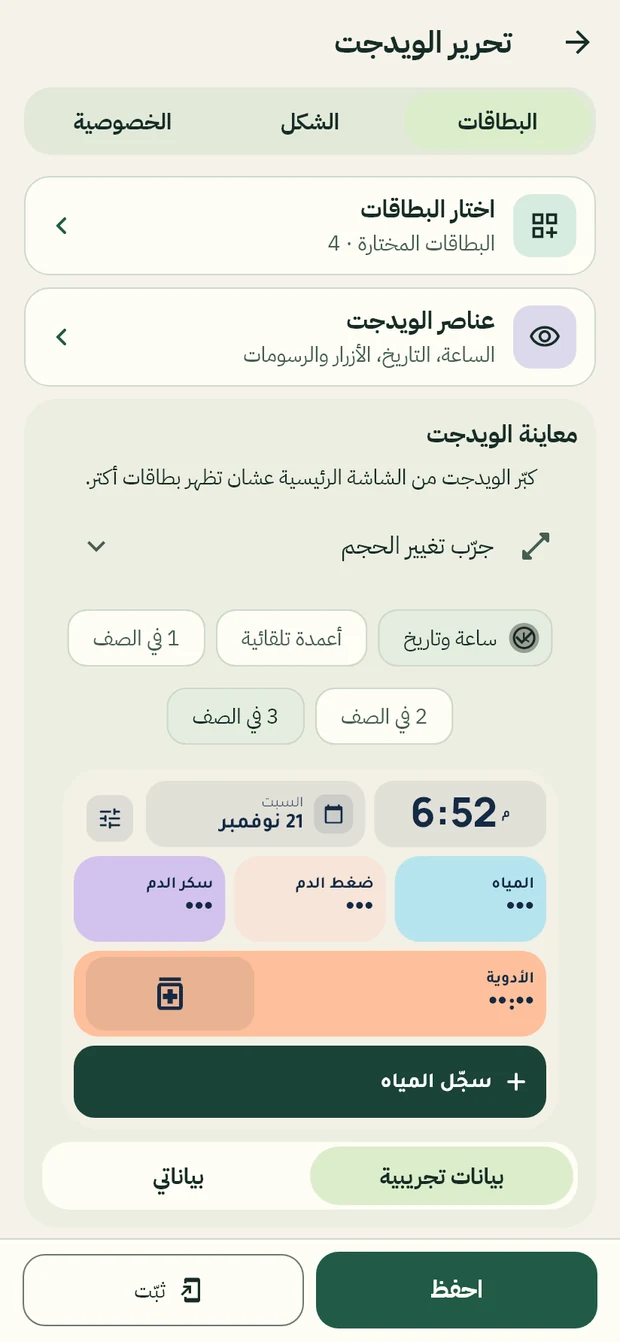 تحرير الويدجت
البطاقات
الشكل
الخصوصية
اختار البطاقات
البطاقات المختارة · 4
عناصر الويدجت
الساعة، التاريخ، الأزرار والرسومات
معاينة الويدجت
كبّر الويدجت من الشاشة الرئيسية عشان تظهر بطاقات أكتر.
جرّب تغيير الحجم
ساعة وتاريخ
أعمدة تلقائية
1 في الصف
2 في الصف
3 في الصف
6:52 م
السبت
21 نوفمبر
المياه
•••
ضغط الدم
•••
سكر الدم
•••
الأدوية
••:••
+ سجّل المياه
بيانات تجريبية
بياناتي
احفظ
ثبّت